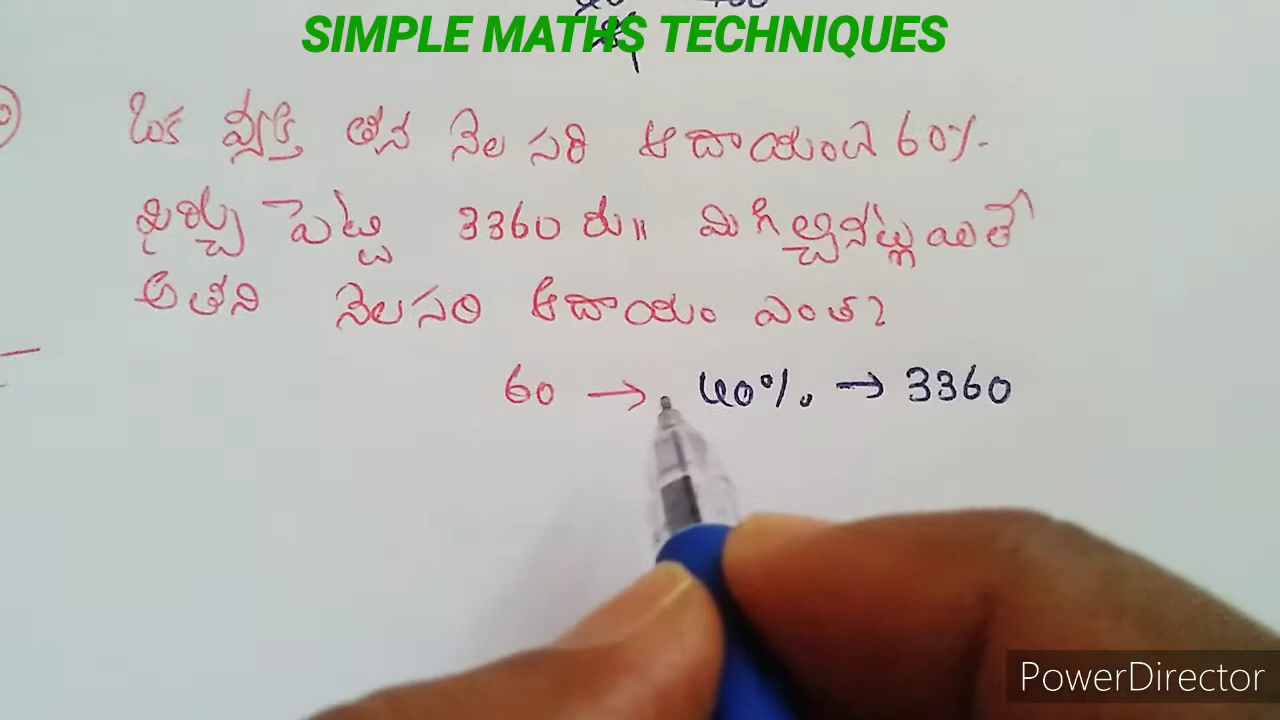 SIMPLE MATHS TECHNIQUES
ఒక వ్యక్తి తన నెల సరి ఆదాయంలో 60%
ఖర్చు పెట్టి 3360 రు॥ మిగిల్చినట్లయితే
అతని నెలసరి ఆదాయం ఎంత?
60 → 40% → 3360
PowerDirector